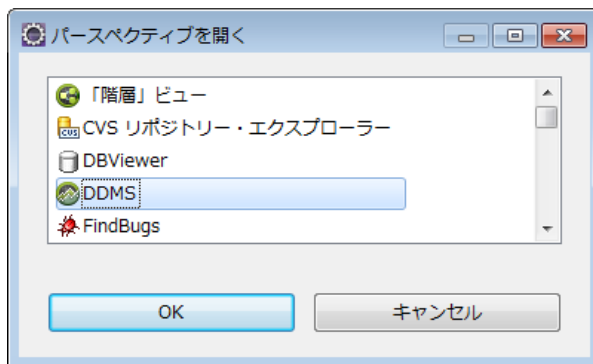 パースペクティブを開く
「階層」ビュー
CVS リポジトリー・エクスプローラー
DBViewer
DDMS
FindBugs
OK
キャンセル